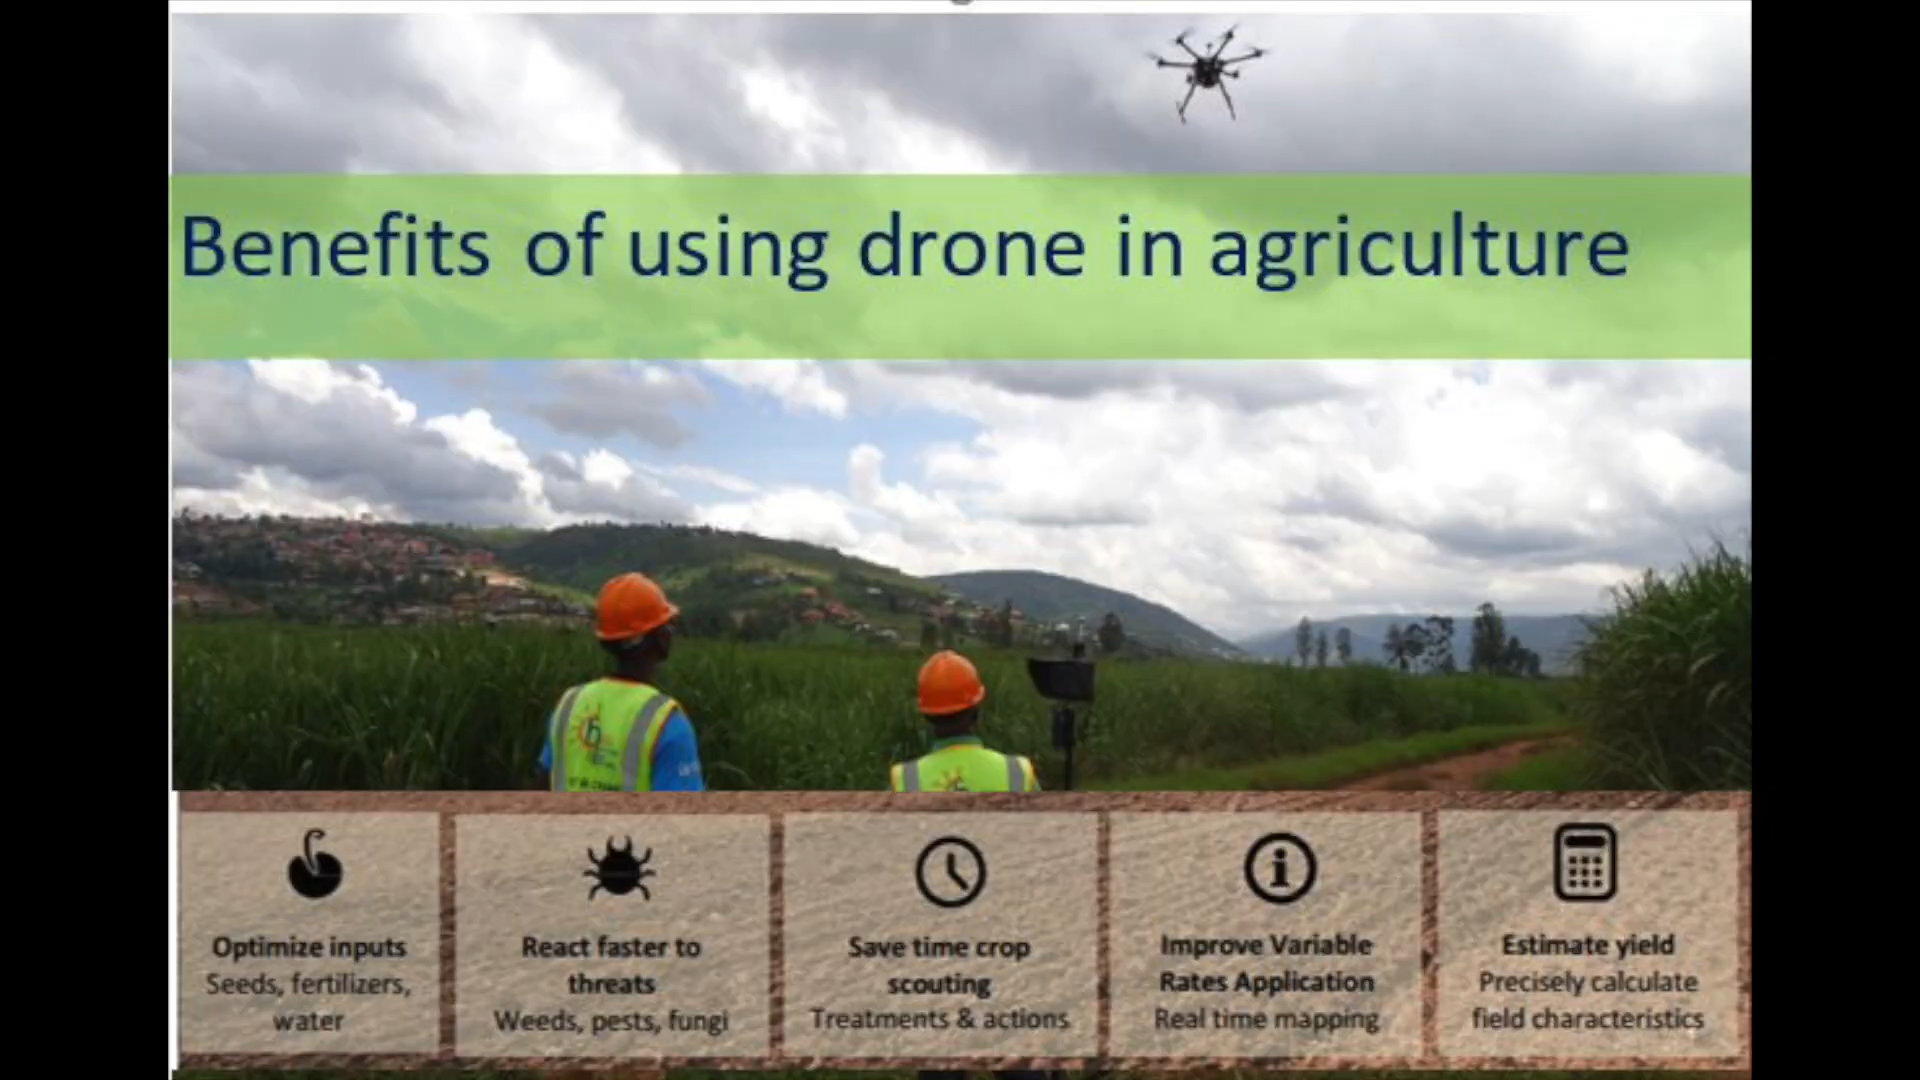 Benefits of using drone in agriculture
Optimize inputs
Seeds, fertilizers,
water
React faster to
threats
Weeds, pests, fungi
Save time crop
scouting
Treatments & actions
Improve Variable
Rates Application
Real time mapping
Estimate yield
Precisely calculate
field characteristics